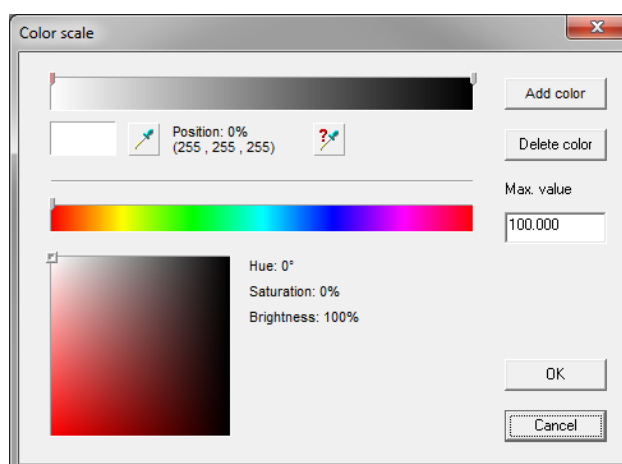 Color scale
Add color
Position: 0%
(255 , 255 , 255)
?
Delete color
Max. value
100.000
Hue: 0°
Saturation: 0%
Brightness: 100%
OK
Cancel